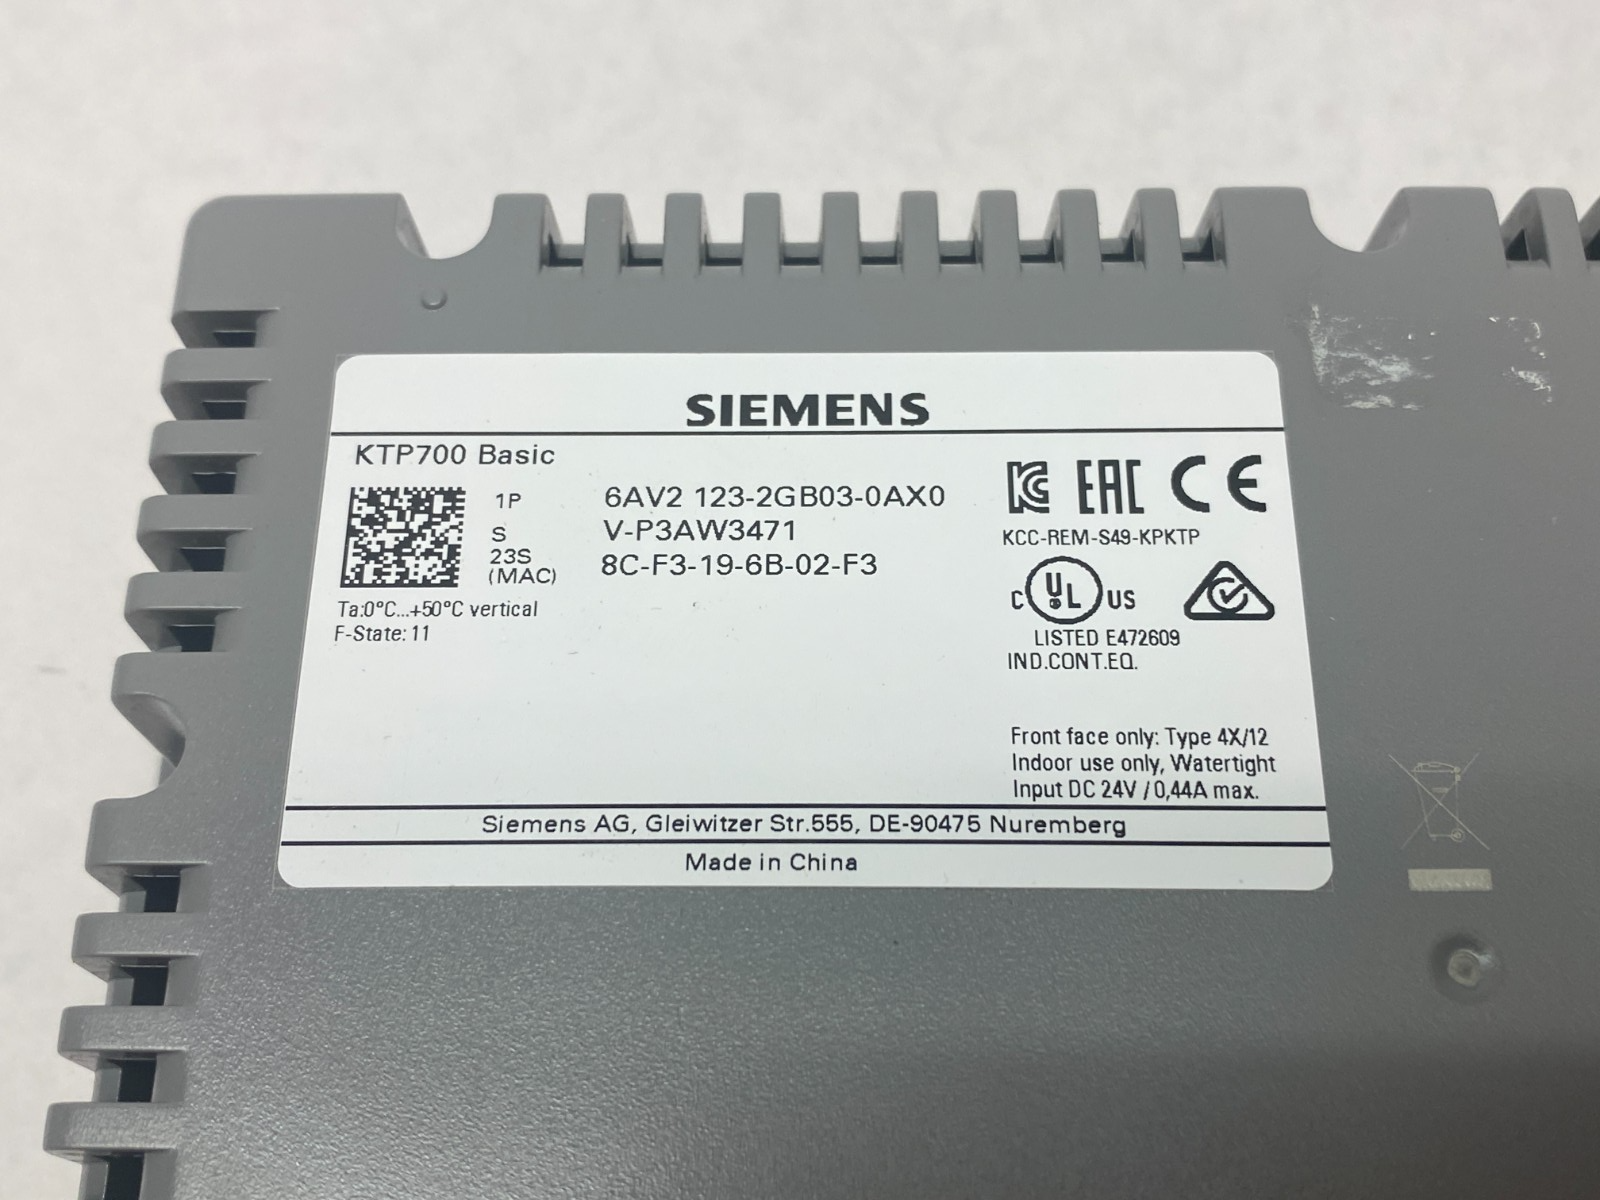 SIEMENS
KTP700 Basic
1P 6AV2 123-2GB03-0AX0
S V-P3AW3471
23S (MAC) 8C-F3-19-6B-02-F3
Ta:0°C...+50°C vertical
F-State: 11
EAC CE
KCC-REM-S49-KPKTP
C UL US
LISTED E472609
IND.CONT.EQ.
Front face only: Type 4X/12
Indoor use only, Watertight
Input DC 24V / 0,44A max.
Siemens AG, Gleiwitzer Str.555, DE-90475 Nuremberg
Made in China